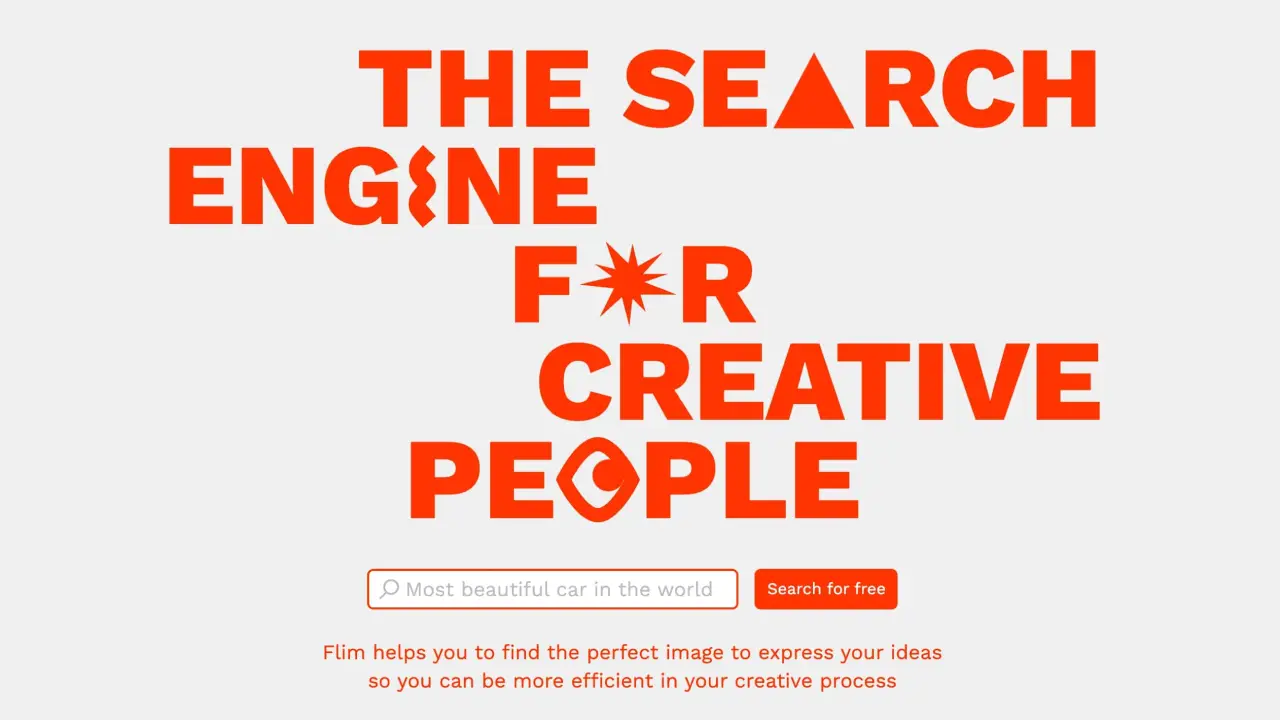 THE SEARCH
ENGINE
FOR
CREATIVE
PEOPLE
Most beautiful car in the world
Search for free
Flim helps you to find the perfect image to express your ideas
so you can be more efficient in your creative process